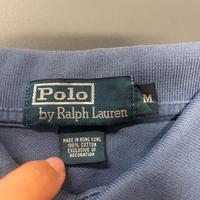 Polo
by Ralph Lauren
M
MADE IN HONG KONG
100% COTTON
EXCLUSIVE OF
DECORATION